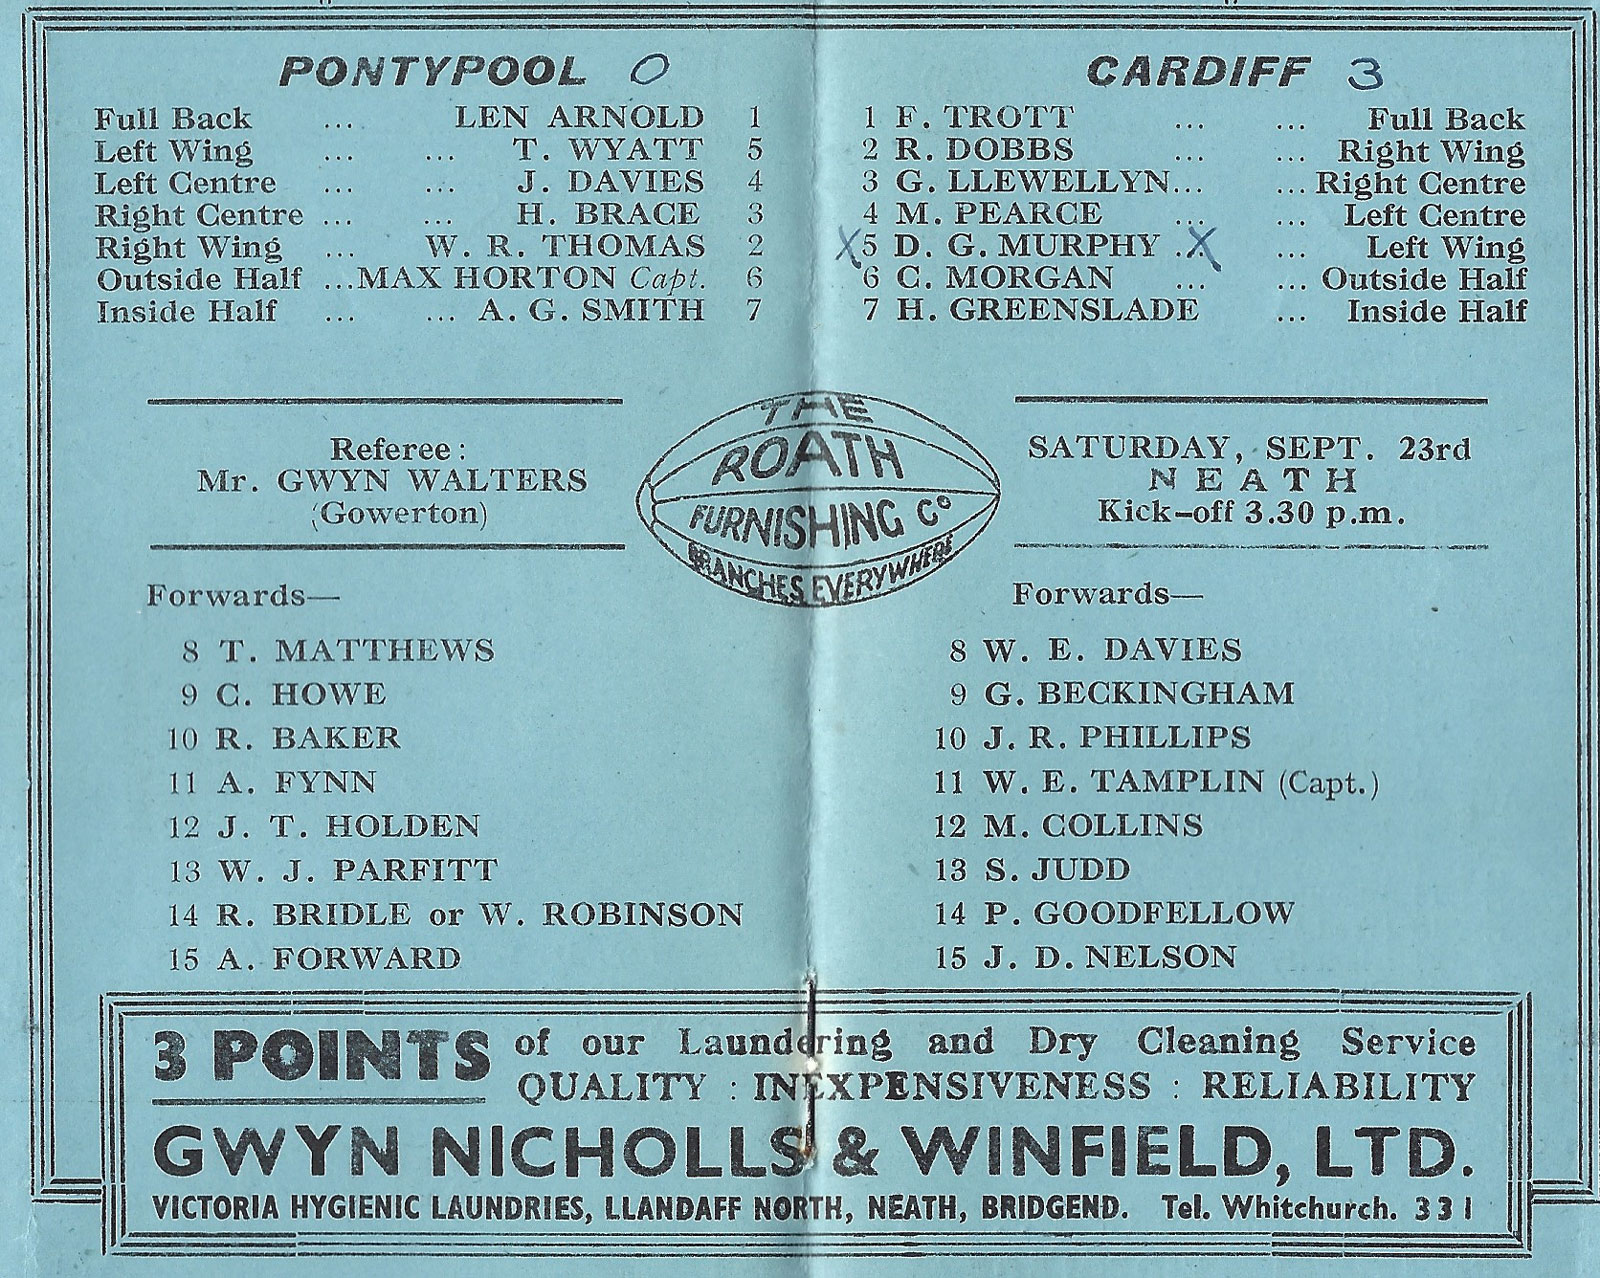 PONTYPOOL 0
Full Back ... LEN ARNOLD 1
Left Wing ... ... T. WYATT 5
Left Centre ... ... J. DAVIES 4
Right Centre ... ... H. BRACE 3
Right Wing ... W. R. THOMAS 2
Outside Half ...MAX HORTON Capt. 6
Inside Half ... ... A. G. SMITH 7
CARDIFF 3
1 F. TROTT ... ... Full Back
2 R. DOBBS ... ... Right Wing
3 G. LLEWELLYN... ...Right Centre
4 M. PEARCE ... ... Left Centre
X5 D. G. MURPHY ...X ... Left Wing
6 C. MORGAN ... ... Outside Half
7 H. GREENSLADE ... Inside Half
Referee :
Mr. GWYN WALTERS
(Gowerton)
THE
ROATH
FURNISHING Co
BRANCHES EVERYWHERE
SATURDAY, SEPT. 23rd
NEATH
Kick-off 3.30 p.m.
Forwards—
8 T. MATTHEWS
9 C. HOWE
10 R. BAKER
11 A. FYNN
12 J. T. HOLDEN
13 W. J. PARFITT
14 R. BRIDLE or W. ROBINSON
15 A. FORWARD
Forwards—
8 W. E. DAVIES
9 G. BECKINGHAM
10 J. R. PHILLIPS
11 W. E. TAMPLIN (Capt.)
12 M. COLLINS
13 S. JUDD
14 P. GOODFELLOW
15 J. D. NELSON
3 POINTS of our Laundering and Dry Cleaning Service
QUALITY : INEXPENSIVENESS : RELIABILITY
GWYN NICHOLLS & WINFIELD, LTD.
VICTORIA HYGIENIC LAUNDRIES, LLANDAFF NORTH, NEATH, BRIDGEND. Tel. Whitchurch. 331